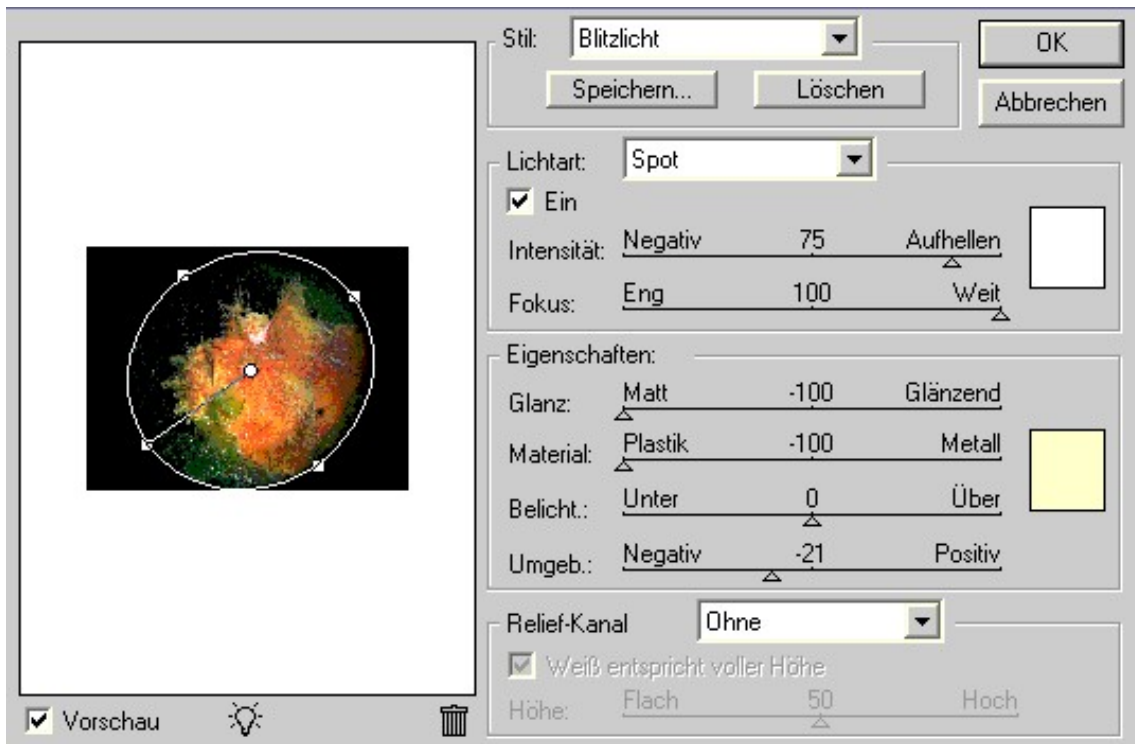 Stil: Blitzlicht
OK
Speichern... Löschen
Abbrechen
Lichtart: Spot
Ein
Intensität: Negativ 75 Aufhellen
Fokus: Eng 100 Weit
Eigenschaften:
Glanz: Matt -100 Glänzend
Material: Plastik -100 Metall
Belicht.: Unter 0 Über
Umgeb.: Negativ -21 Positiv
Relief-Kanal Ohne
Weiß entspricht voller Höhe
Höhe: Flach 50 Hoch
Vorschau